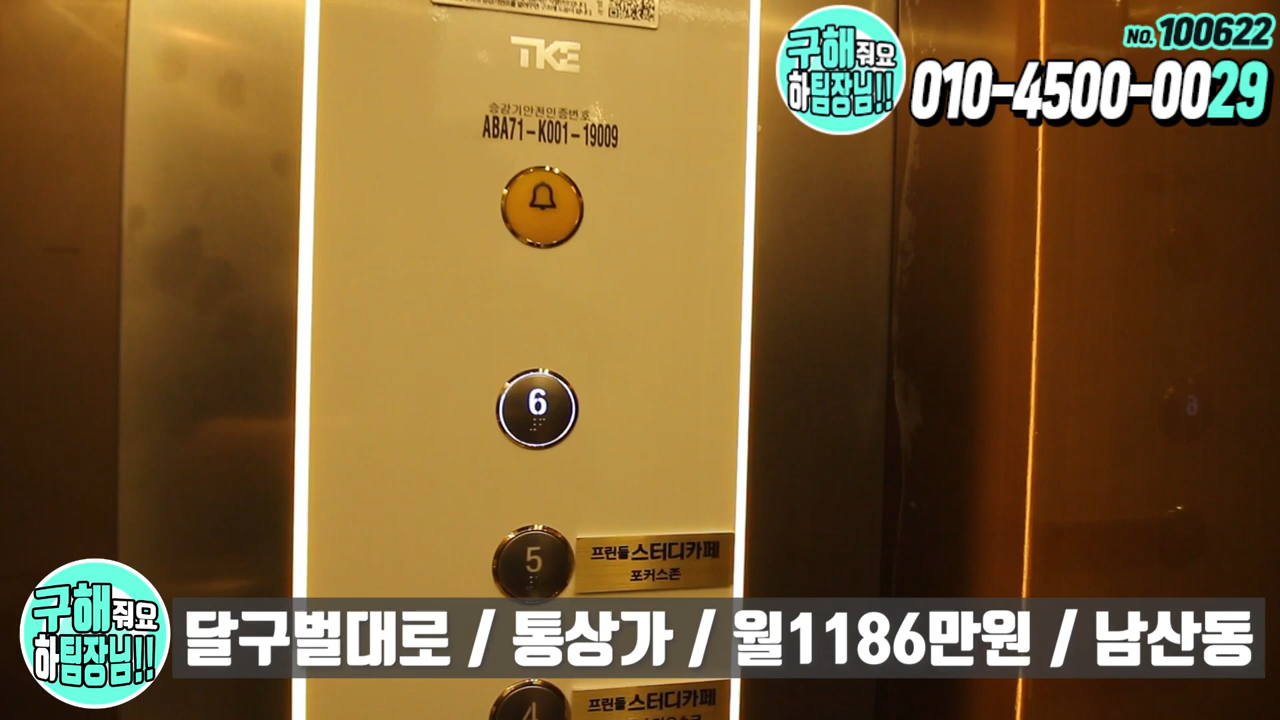 구해줘요
하팀장님!!
NO. 100622
010-4500-0029
TKE
승강기안전인증번호
ABA71-K001-19009
6
5
프린들 스터디카페
포커스존
구해줘요
하팀장님!!
달구벌대로 / 통상가 / 월1186만원 / 남산동
4
프린들 스터디카페